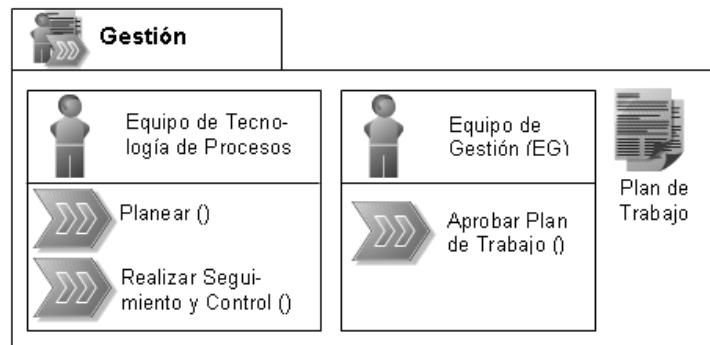 Gestión
Equipo de Tecno-
logía de Procesos
Planear ()
Realizar Segui-
miento y Control ()
Equipo de
Gestión (EG)
Aprobar Plan
de Trabajo ()
Plan de
Trabajo